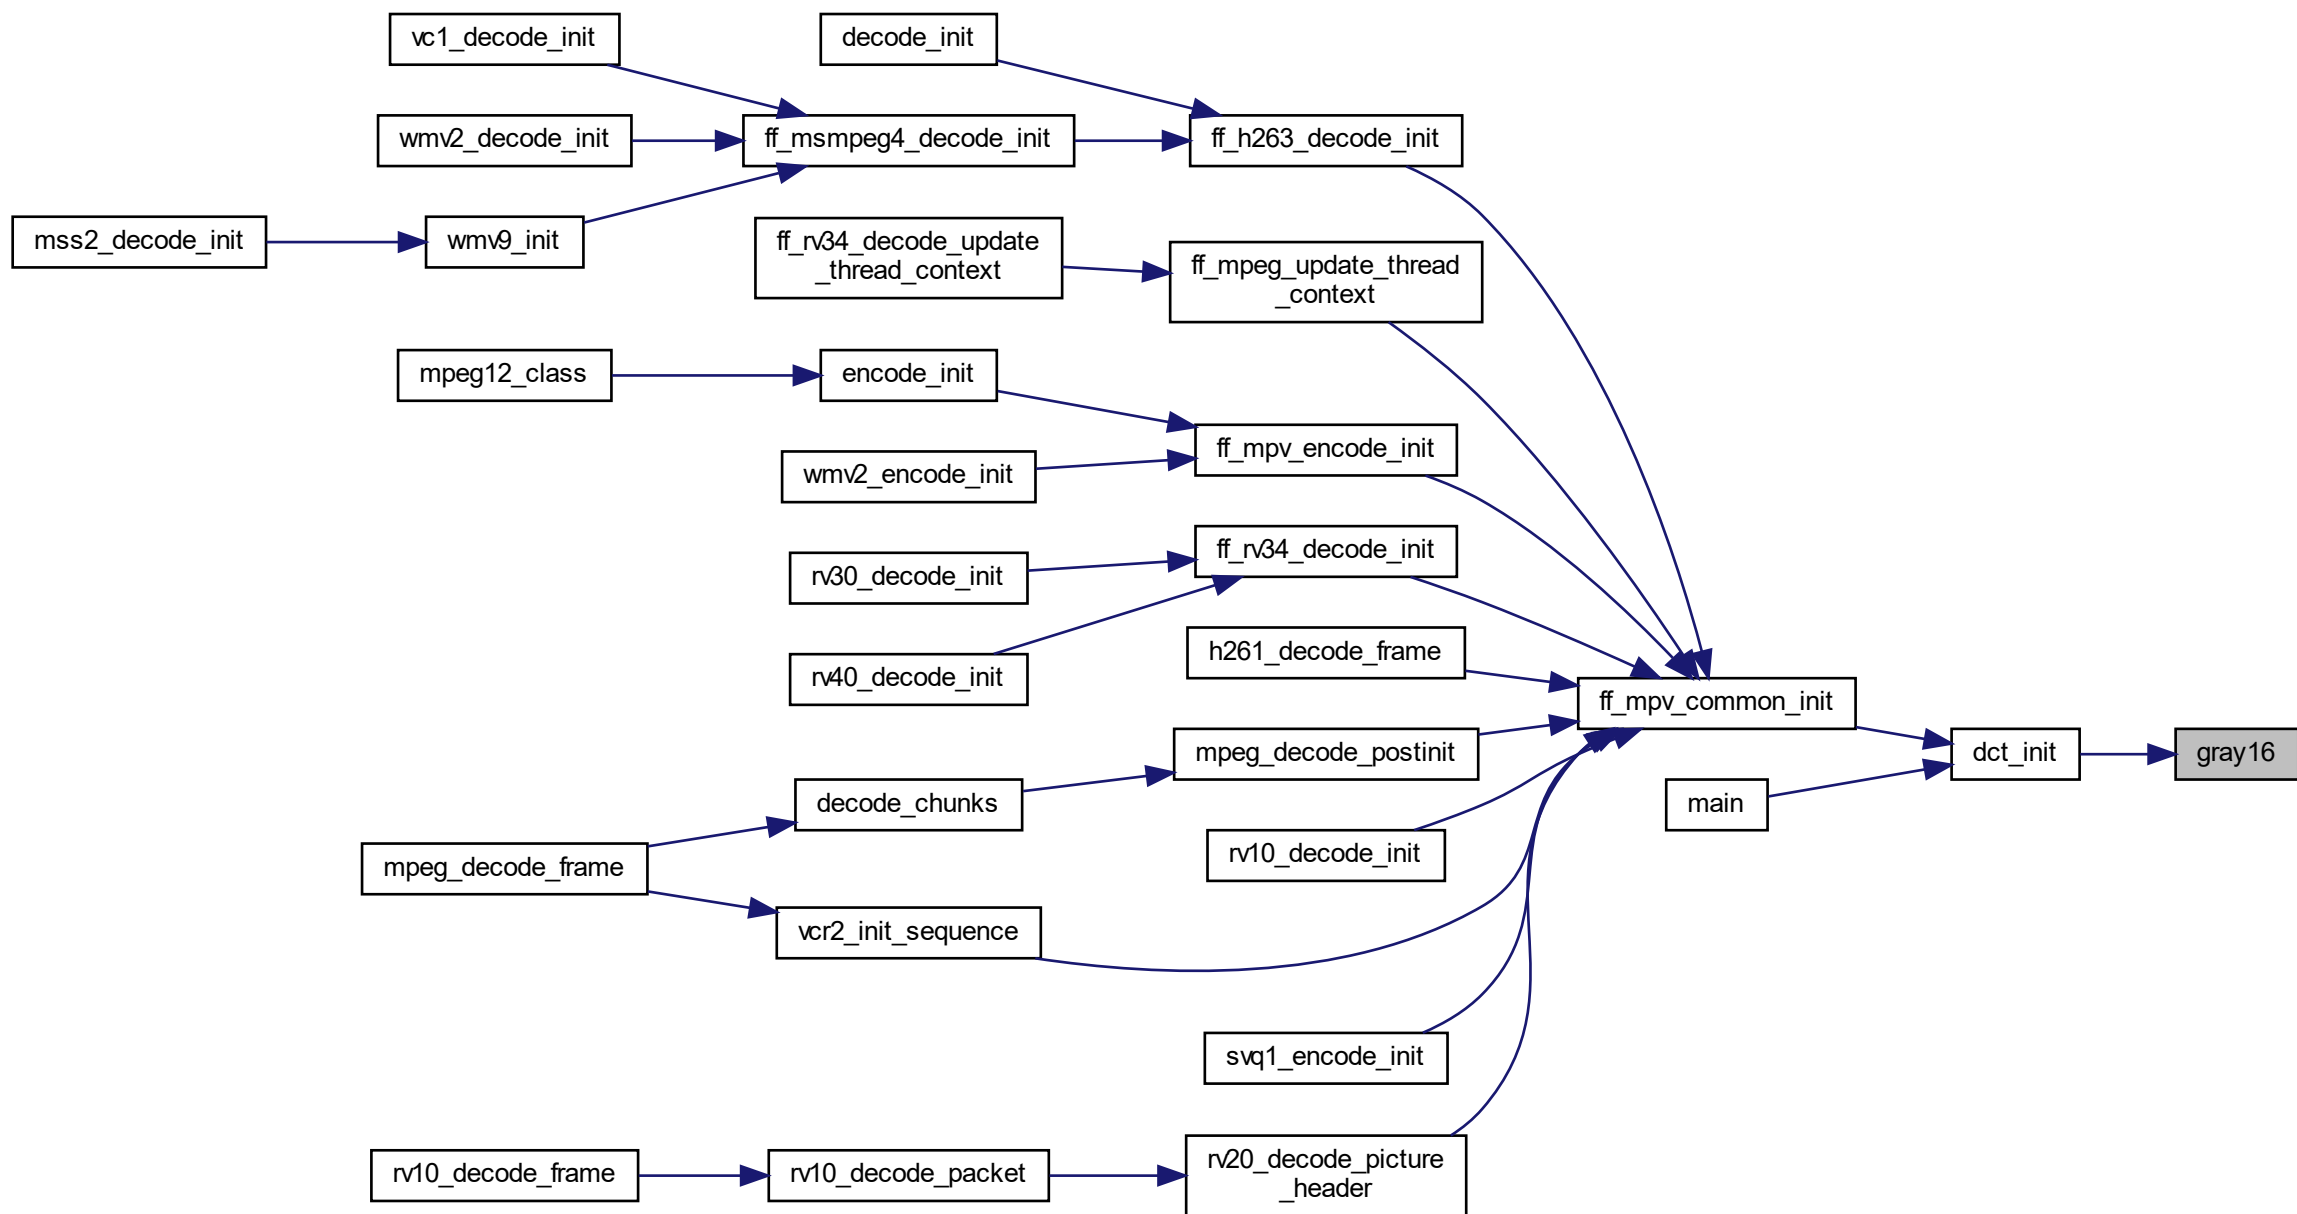 vc1_decode_init
decode_init
wmv2_decode_init
ff_msmpeg4_decode_init
ff_h263_decode_init
mss2_decode_init
wmv9_init
ff_rv34_decode_update
_thread_context
ff_mpeg_update_thread
_context
mpeg12_class
encode_init
ff_mpv_encode_init
wmv2_encode_init
ff_rv34_decode_init
rv30_decode_init
h261_decode_frame
rv40_decode_init
ff_mpv_common_init
mpeg_decode_postinit
dct_init
gray16
decode_chunks
main
mpeg_decode_frame
rv10_decode_init
vcr2_init_sequence
svq1_encode_init
rv10_decode_frame
rv10_decode_packet
rv20_decode_picture
_header